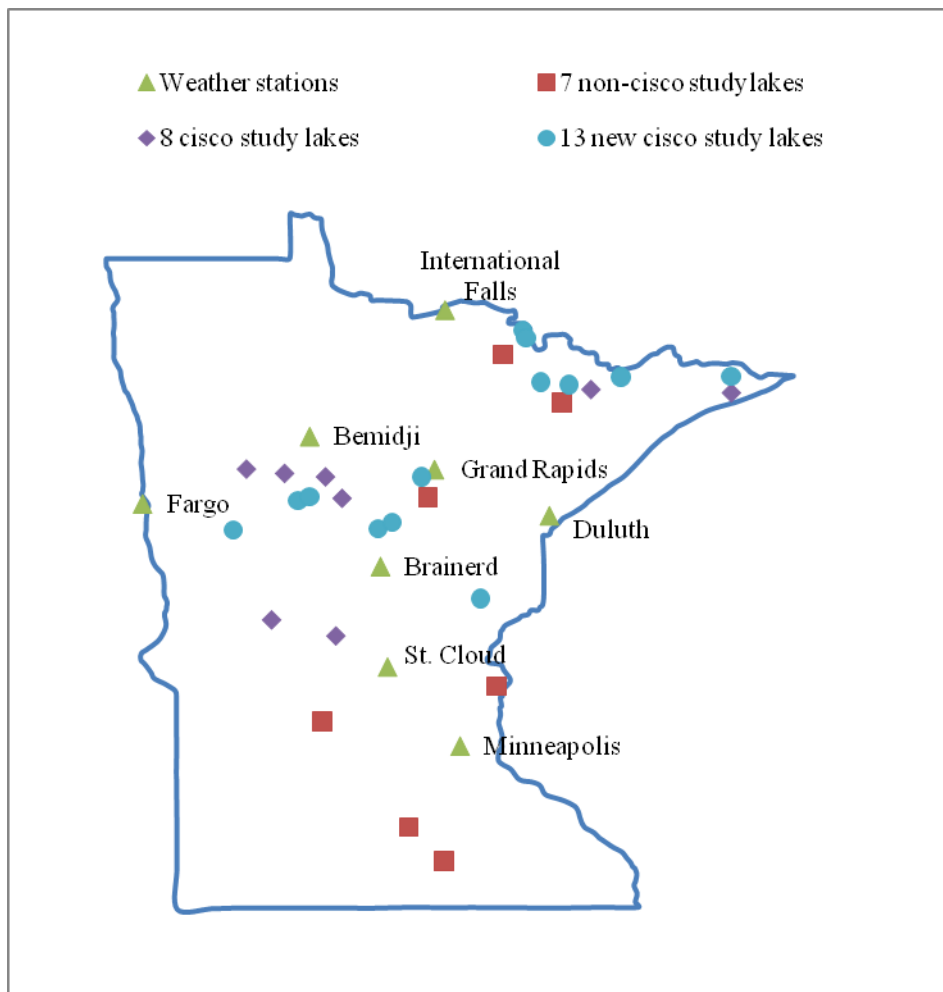 Weather stations
7 non-cisco study lakes
8 cisco study lakes
13 new cisco study lakes
International
Falls
Bemidji
Grand Rapids
Fargo
Duluth
Brainerd
St. Cloud
Minneapolis